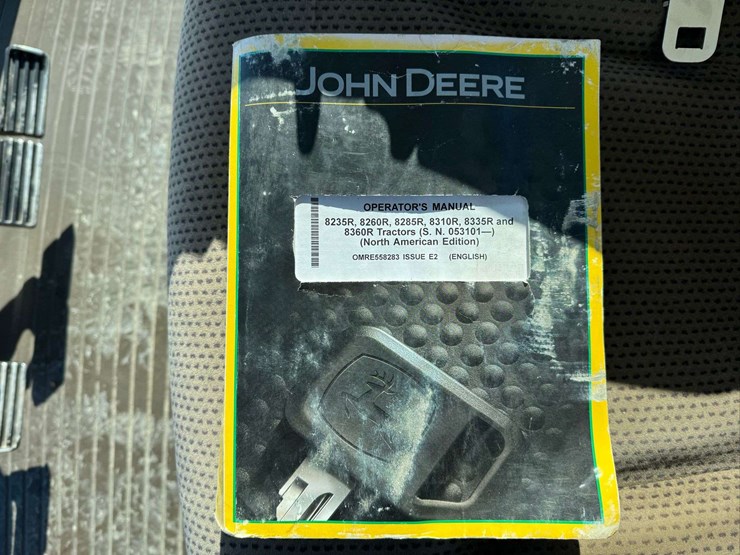 JOHN DEERE
OPERATOR'S MANUAL
8235R, 8260R, 8285R, 8310R, 8335R and
8360R Tractors (S. N. 053101—)
(North American Edition)
OMRE558283 ISSUE E2 (ENGLISH)